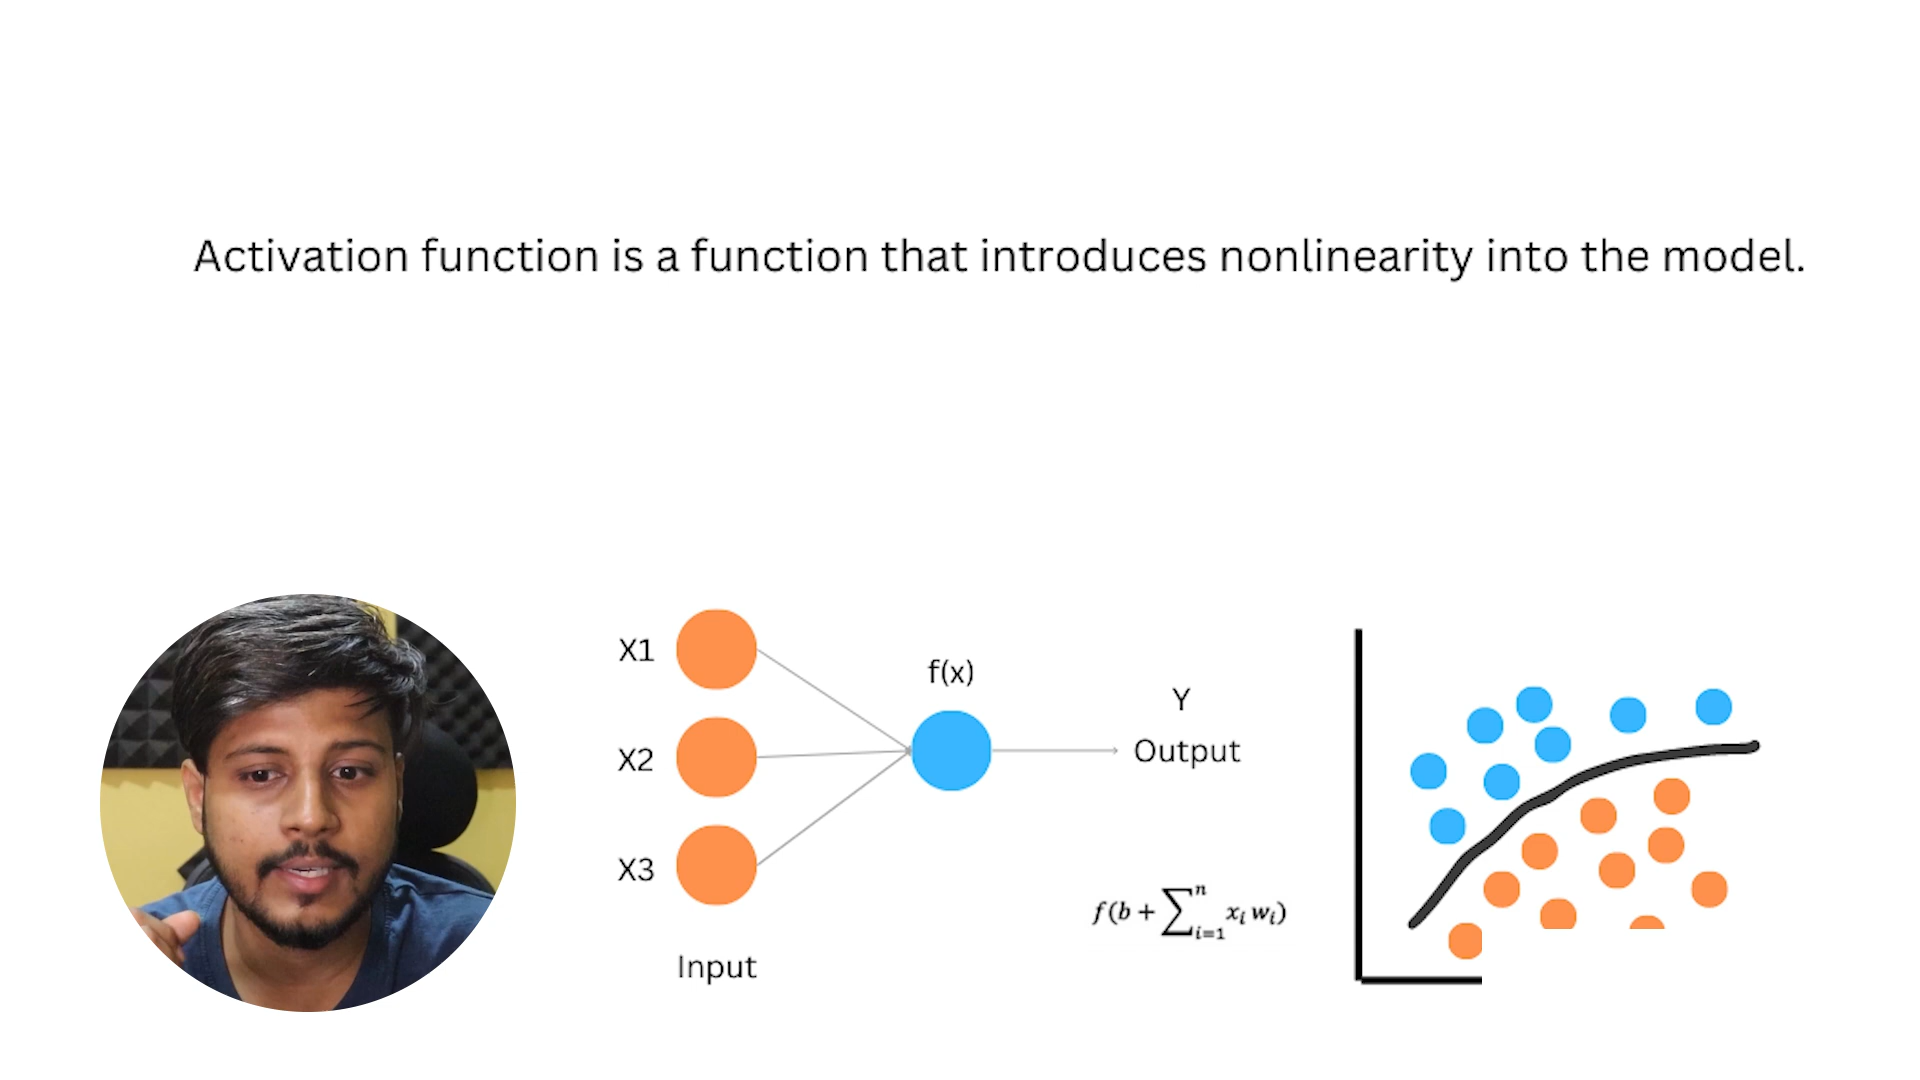 Activation function is a function that introduces nonlinearity into the model.
X1
X2
X3
Input
f(x)
Y
Output
f(b + ∑ⁿᵢ₌₁ xᵢ wᵢ)